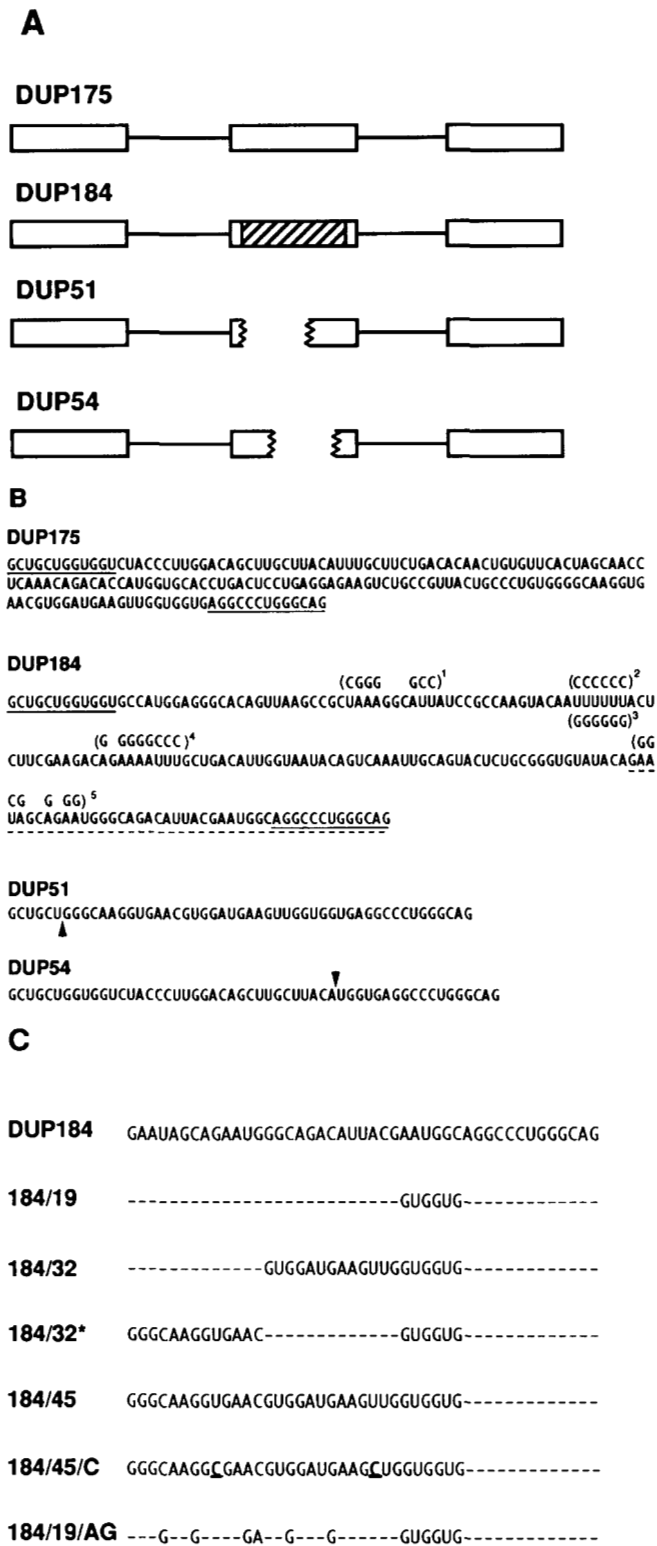 A
DUP175
DUP184
DUP51
DUP54
B
DUP175
GCUGCUGGUGGUCUACCCUUGGACAGCUUGCUUACAUUUGCUUCUGACACAACUGUGUUCACUAGCAACC
UCAAACAGACACCAUGGUGCACCUGACUCCUGAGGAGAAGUCUGCCGUUACUGCCCUGUGGGGCAAGGUG
AACGUGGAUGAAGUUGGUGGUGAGGCCCUGGGCAG
DUP184
(CGGG GCC)1 (CCCCCC)2
GCUGCUGGUGGUGCCAUGGAGGGCACAGUUAAGCCGCUAAAGGCAUUAUCCGCCAAGUACAAUUUUUUACU
(GGGGGG)3
(G GGGGCCC)4 (GG
CUUCGAAGACAGAAAAUUUGCUGACAUUGGUAAUACAGUCAAAUUGCAGUACUCUGCGGGUGUAUACAGAA
CG G GG)5
UAGCAGAAUGGGCAGACAUUACGAAUGGCAGGCCCUGGGCAG
DUP51
GCUGCUGGGCAAGGUGAACGUGGAUGAAGUUGGUGGUGAGGCCCUGGGCAG
DUP54
GCUGCUGGUGGUCUACCCUUGGACAGCUUGCUUACAUGGUGAGGCCCUGGGCAG
C
DUP184 GAAUAGCAGAAUGGGCAGACAUUACGAAUGGCAGGCCCUGGGCAG
184/19 --------------------------GUGGUG-------------
184/32 -------------GUGGAUGAAGUUGGUGGUG-------------
184/32* GGGCAAGGUGAAC-------------GUGGUG-------------
184/45 GGGCAAGGUGAACGUGGAUGAAGUUGGUGGUG-------------
184/45/C GGGCAAGGCGAACGUGGAUGAAGCUGGUGGUG-------------
184/19/AG ---G--G----GA--G---G------GUGGUG-------------